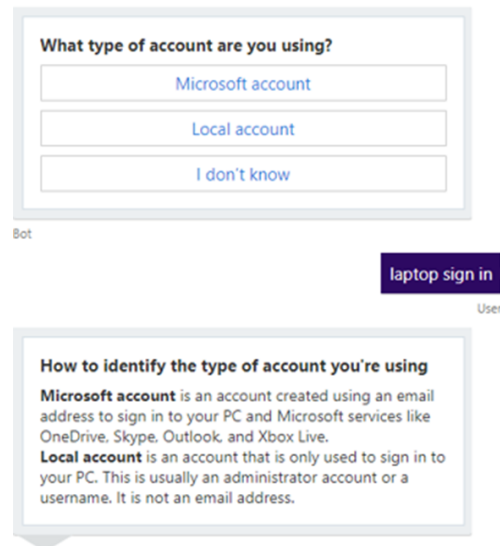 What type of account are you using?
Microsoft account
Local account
I don't know
Bot
laptop sign in
User
How to identify the type of account you're using
Microsoft account is an account created using an email
address to sign in to your PC and Microsoft services like
OneDrive, Skype, Outlook, and Xbox Live.
Local account is an account that is only used to sign in to
your PC. This is usually an administrator account or a
username. It is not an email address.